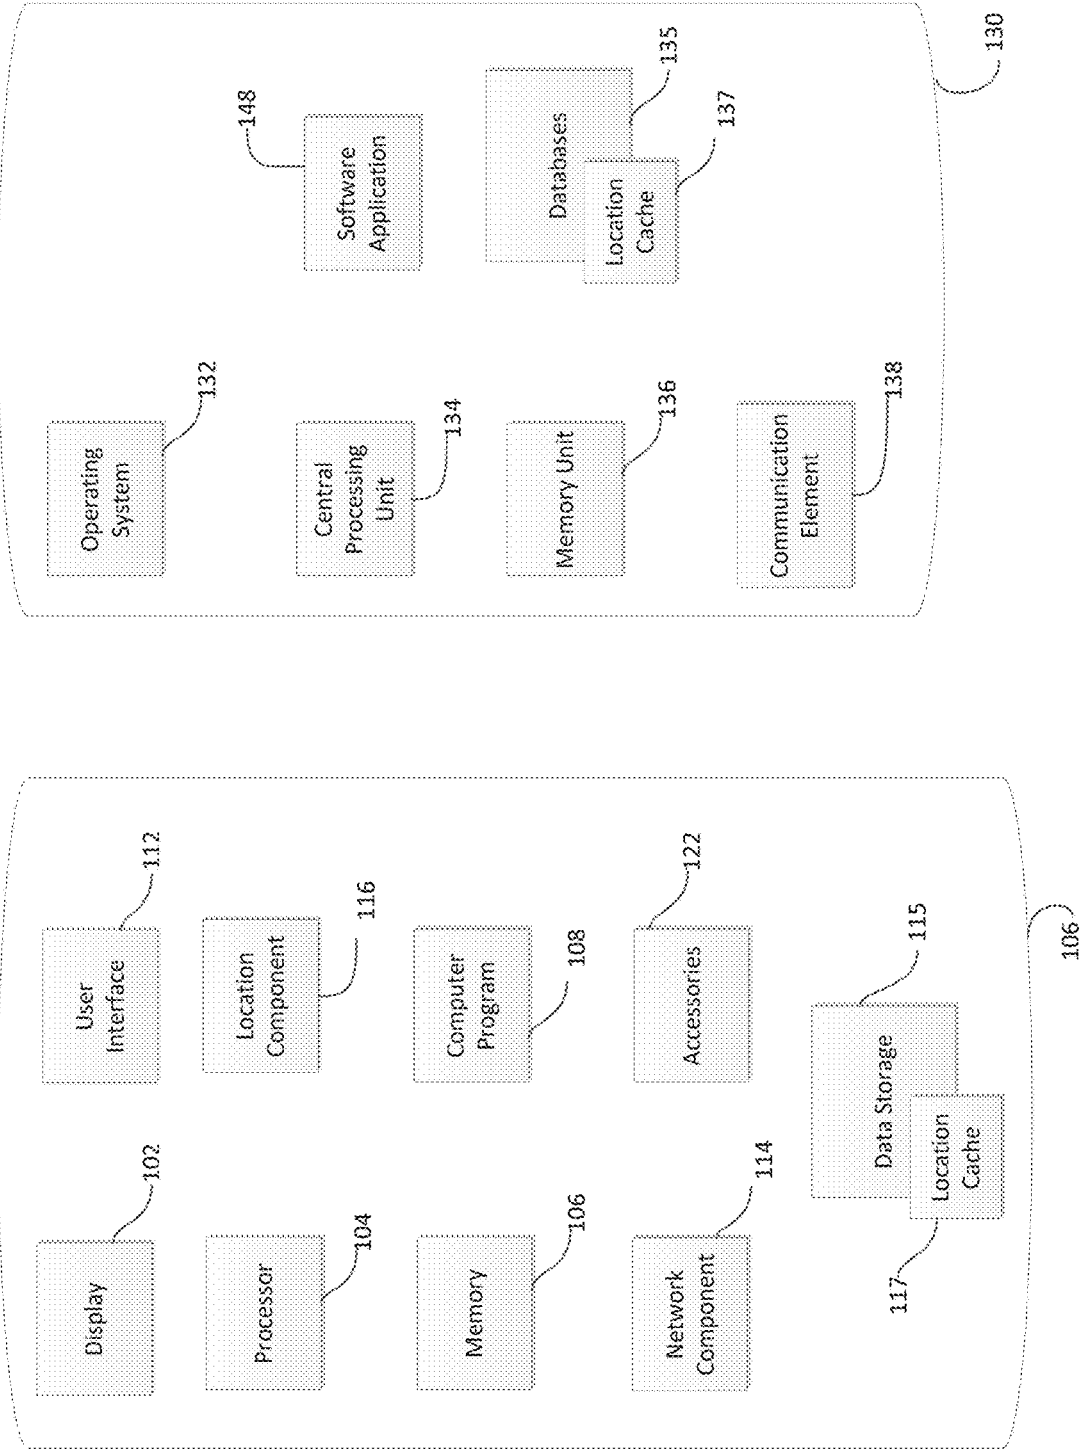 Display
102
User
Interface
112
Processor
104
Location
Component
116
Memory
106
Computer
Program
108
Network
Component
114
Accessories
122
Data Storage
115
Location
Cache
117
106
Operating
System
132
Software
Application
148
Central
Processing
Unit
134
Memory Unit
136
Databases
135
Location
Cache
137
Communication
Element
138
130